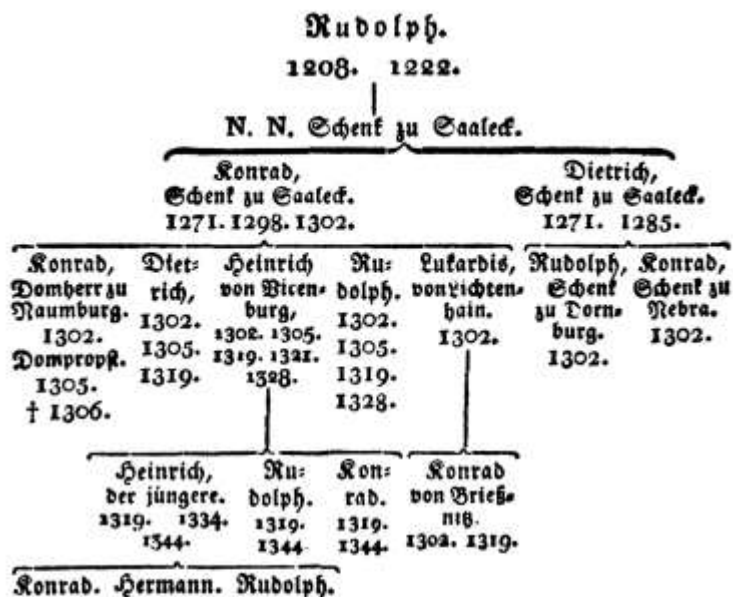 Rudolph.
1208. 1222.
N. N. Schenk zu Saaleck.
Konrad,
Schenk zu Saaleck.
1271. 1298. 1302.
Dietrich,
Schenk zu Saaleck.
1271. 1285.
Konrad,
Domherr zu
Naumburg.
1302.
Dompropst.
1305.
† 1306.
Diet-
rich,
1302.
1305.
1319.
Heinrich
von Vicen-
burg,
1302. 1305.
1319. 1321.
1328.
Ru-
dolph.
1302.
1305.
1319.
1328.
Lukardis,
von Lichten-
hain.
1302.
Rudolph,
Schenk
zu Dorn-
burg.
1302.
Konrad,
Schenk zu
Nebra.
1302.
Heinrich,
der jüngere.
1319. 1334.
1344.
Ru-
dolph.
1319.
1344
Kon-
rad.
1319.
1344.
Konrad
von Brieß-
nitz.
1302. 1319.
Konrad. Hermann. Rudolph.